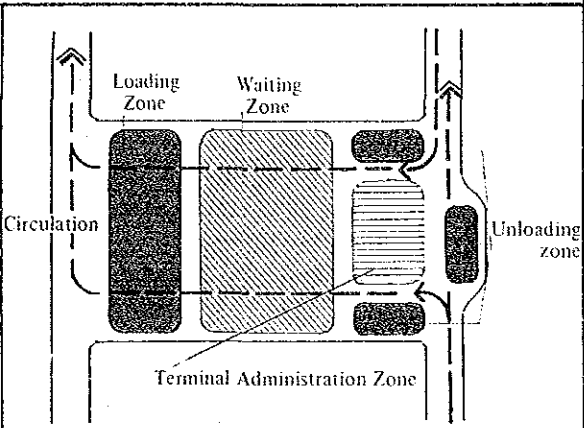 Loading
Zone
Waiting
Zone
Circulation
Unloading
zone
Terminal Administration Zone